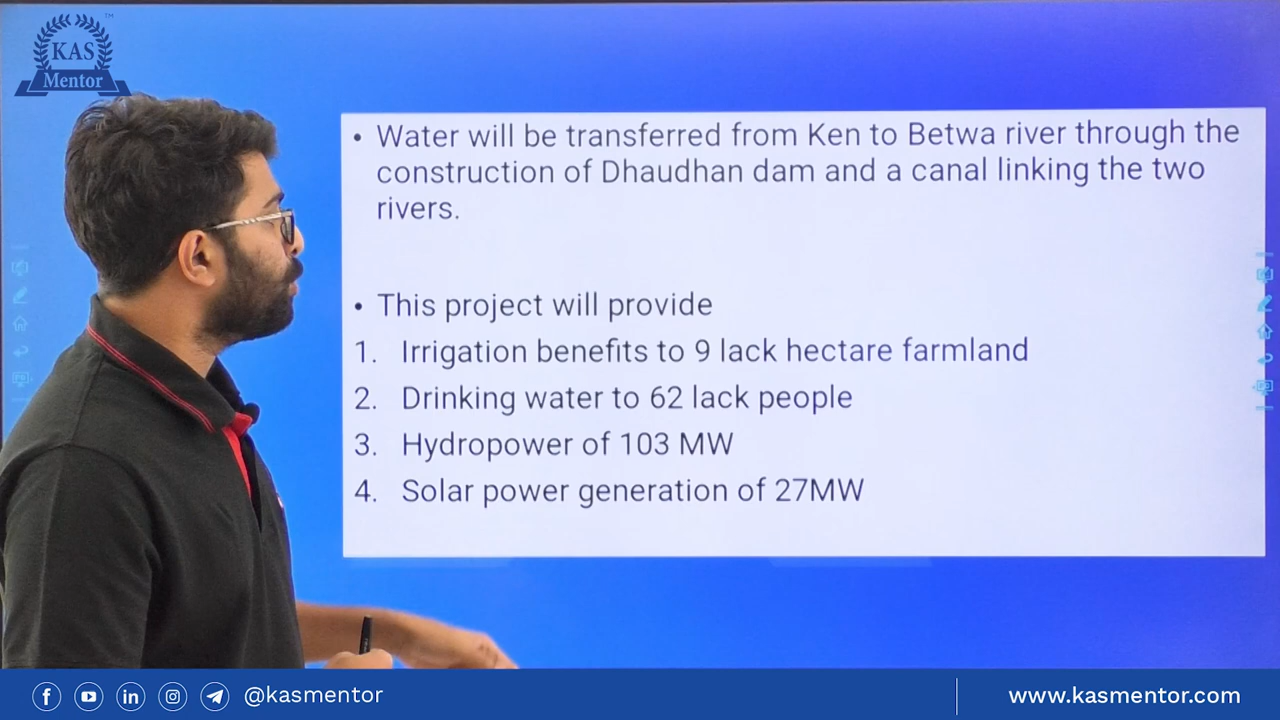 KAS
Mentor
TM
• Water will be transferred from Ken to Betwa river through the
construction of Dhaudhan dam and a canal linking the two
rivers.
• This project will provide
1. Irrigation benefits to 9 lack hectare farmland
2. Drinking water to 62 lack people
3. Hydropower of 103 MW
4. Solar power generation of 27MW
@kasmentor
www.kasmentor.com